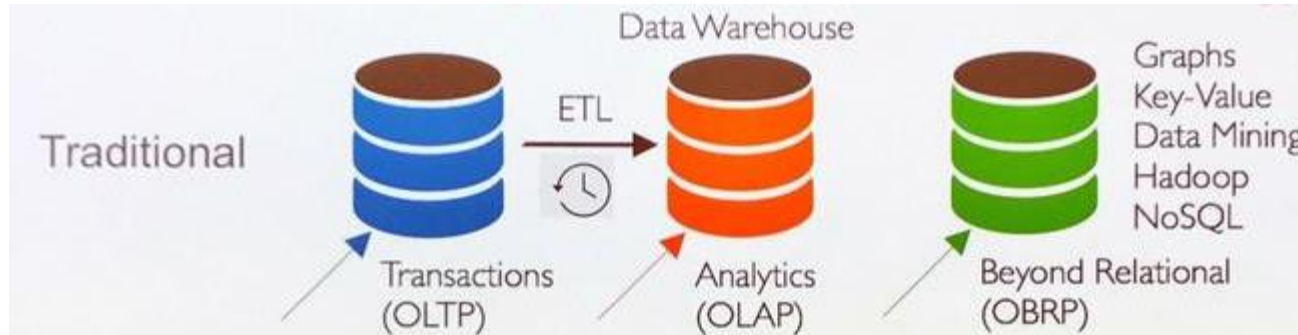 Traditional
Data Warehouse
ETL
Transactions
(OLTP)
Analytics
(OLAP)
Beyond Relational
(OBRP)
Graphs
Key-Value
Data Mining
Hadoop
NoSQL